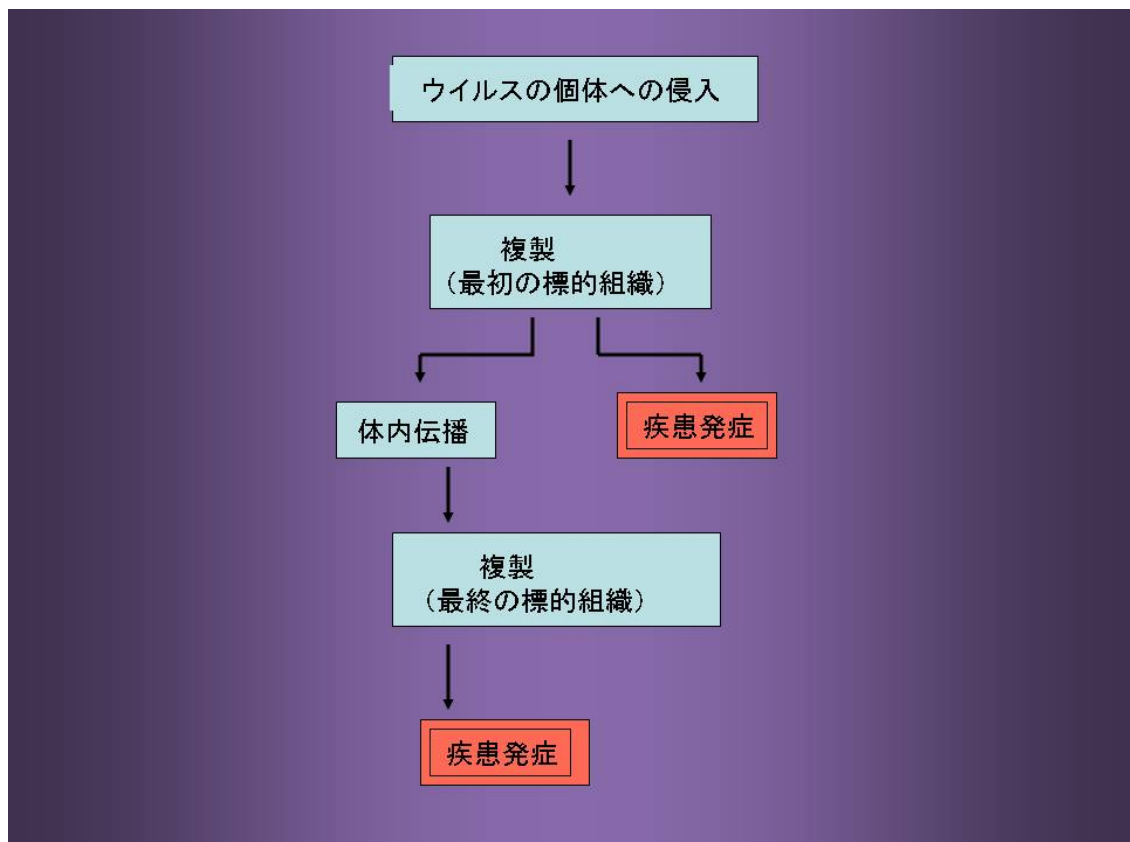 ウイルスの個体への侵入
複製
（最初の標的組織）
体内伝播
疾患発症
複製
（最終の標的組織）
疾患発症